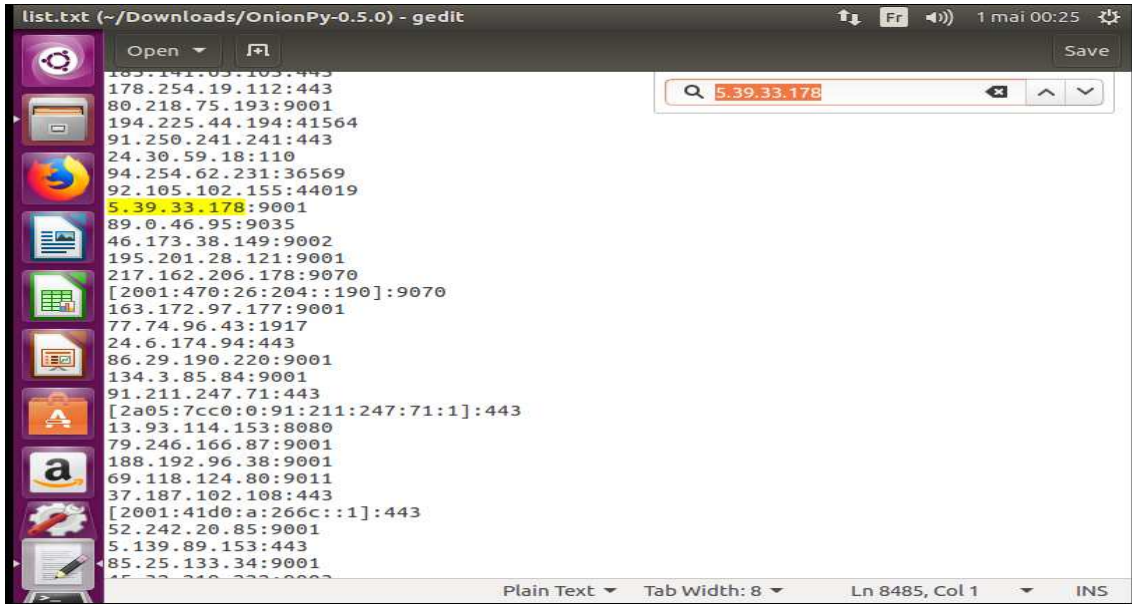 list.txt (~/Downloads/OnionPy-0.5.0) - gedit
Fr
1 mai 00:25
Open
Save
5.39.33.178
178.254.19.112:443
80.218.75.193:9001
194.225.44.194:41564
91.250.241.241:443
24.30.59.18:110
94.254.62.231:36569
92.105.102.155:44019
5.39.33.178:9001
89.0.46.95:9035
46.173.38.149:9002
195.201.28.121:9001
217.162.206.178:9070
[2001:470:26:204::190]:9070
163.172.97.177:9001
77.74.96.43:1917
24.6.174.94:443
86.29.190.220:9001
134.3.85.84:9001
91.211.247.71:443
[2a05:7cc0:0:91:211:247:71:1]:443
13.93.114.153:8080
79.246.166.87:9001
188.192.96.38:9001
69.118.124.80:9011
37.187.102.108:443
[2001:41d0:a:266c::1]:443
52.242.20.85:9001
5.139.89.153:443
85.25.133.34:9001
Plain Text
Tab Width: 8
Ln 8485, Col 1
INS